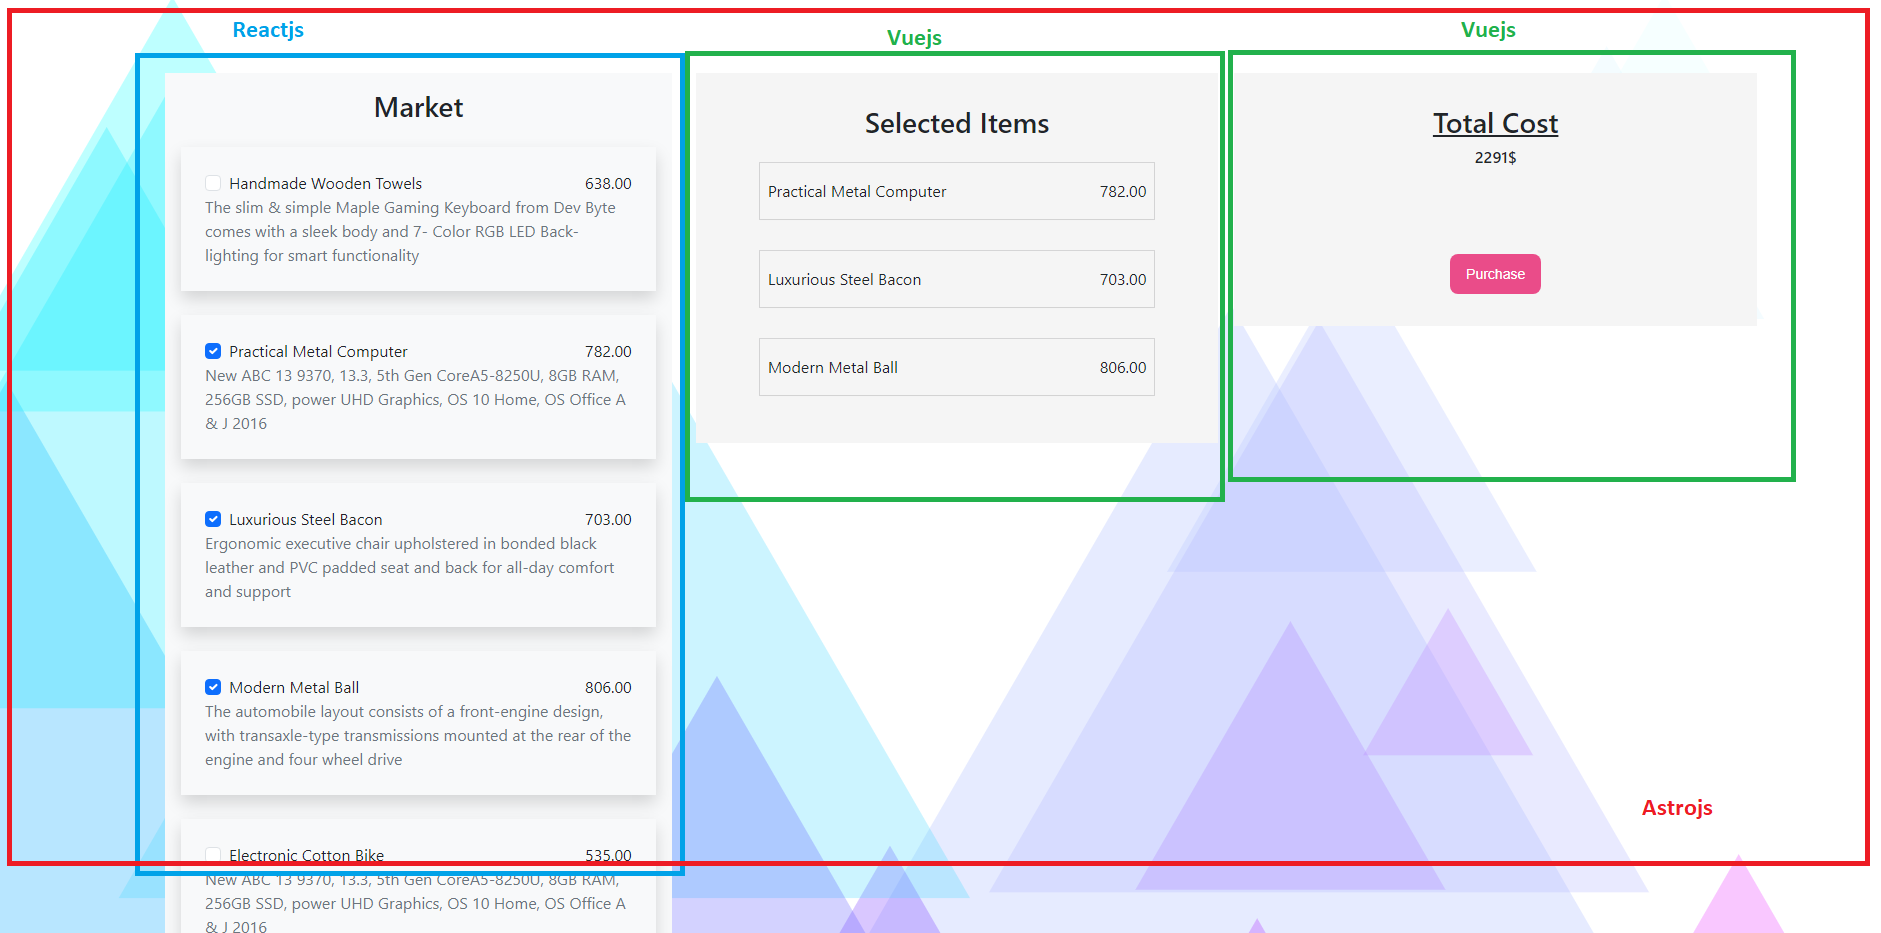 Reactjs
Vuejs
Vuejs
Market
Handmade Wooden Towels 638.00
The slim & simple Maple Gaming Keyboard from Dev Byte
comes with a sleek body and 7- Color RGB LED Back-
lighting for smart functionality
Practical Metal Computer 782.00
New ABC 13 9370, 13.3, 5th Gen CoreA5-8250U, 8GB RAM,
256GB SSD, power UHD Graphics, OS 10 Home, OS Office A
& J 2016
Luxurious Steel Bacon 703.00
Ergonomic executive chair upholstered in bonded black
leather and PVC padded seat and back for all-day comfort
and support
Modern Metal Ball 806.00
The automobile layout consists of a front-engine design,
with transaxle-type transmissions mounted at the rear of the
engine and four wheel drive
Electronic Cotton Bike 535.00
New ABC 13 9370, 13.3, 5th Gen CoreA5-8250U, 8GB RAM,
256GB SSD, power UHD Graphics, OS 10 Home, OS Office A
& J 2016
Selected Items
Practical Metal Computer 782.00
Luxurious Steel Bacon 703.00
Modern Metal Ball 806.00
Total Cost
2291$
Purchase
Astrojs